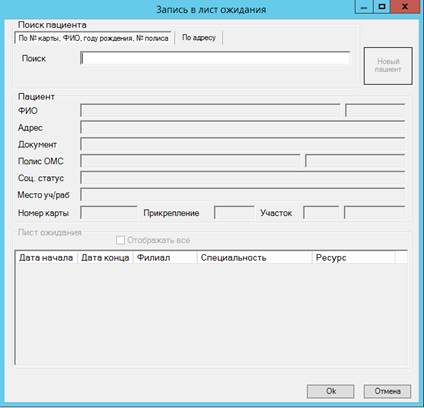 Запись в лист ожидания
Поиск пациента
По № карты, ФИО, году рождения, № полиса По адресу
Поиск
Новый
пациент
Пациент
ФИО
Адрес
Документ
Полис ОМС
Соц. статус
Место уч/раб
Номер карты Прикрепление Участок
Лист ожидания
Отображать все
Дата начала Дата конца Филиал Специальность Ресурс
Ok Отмена